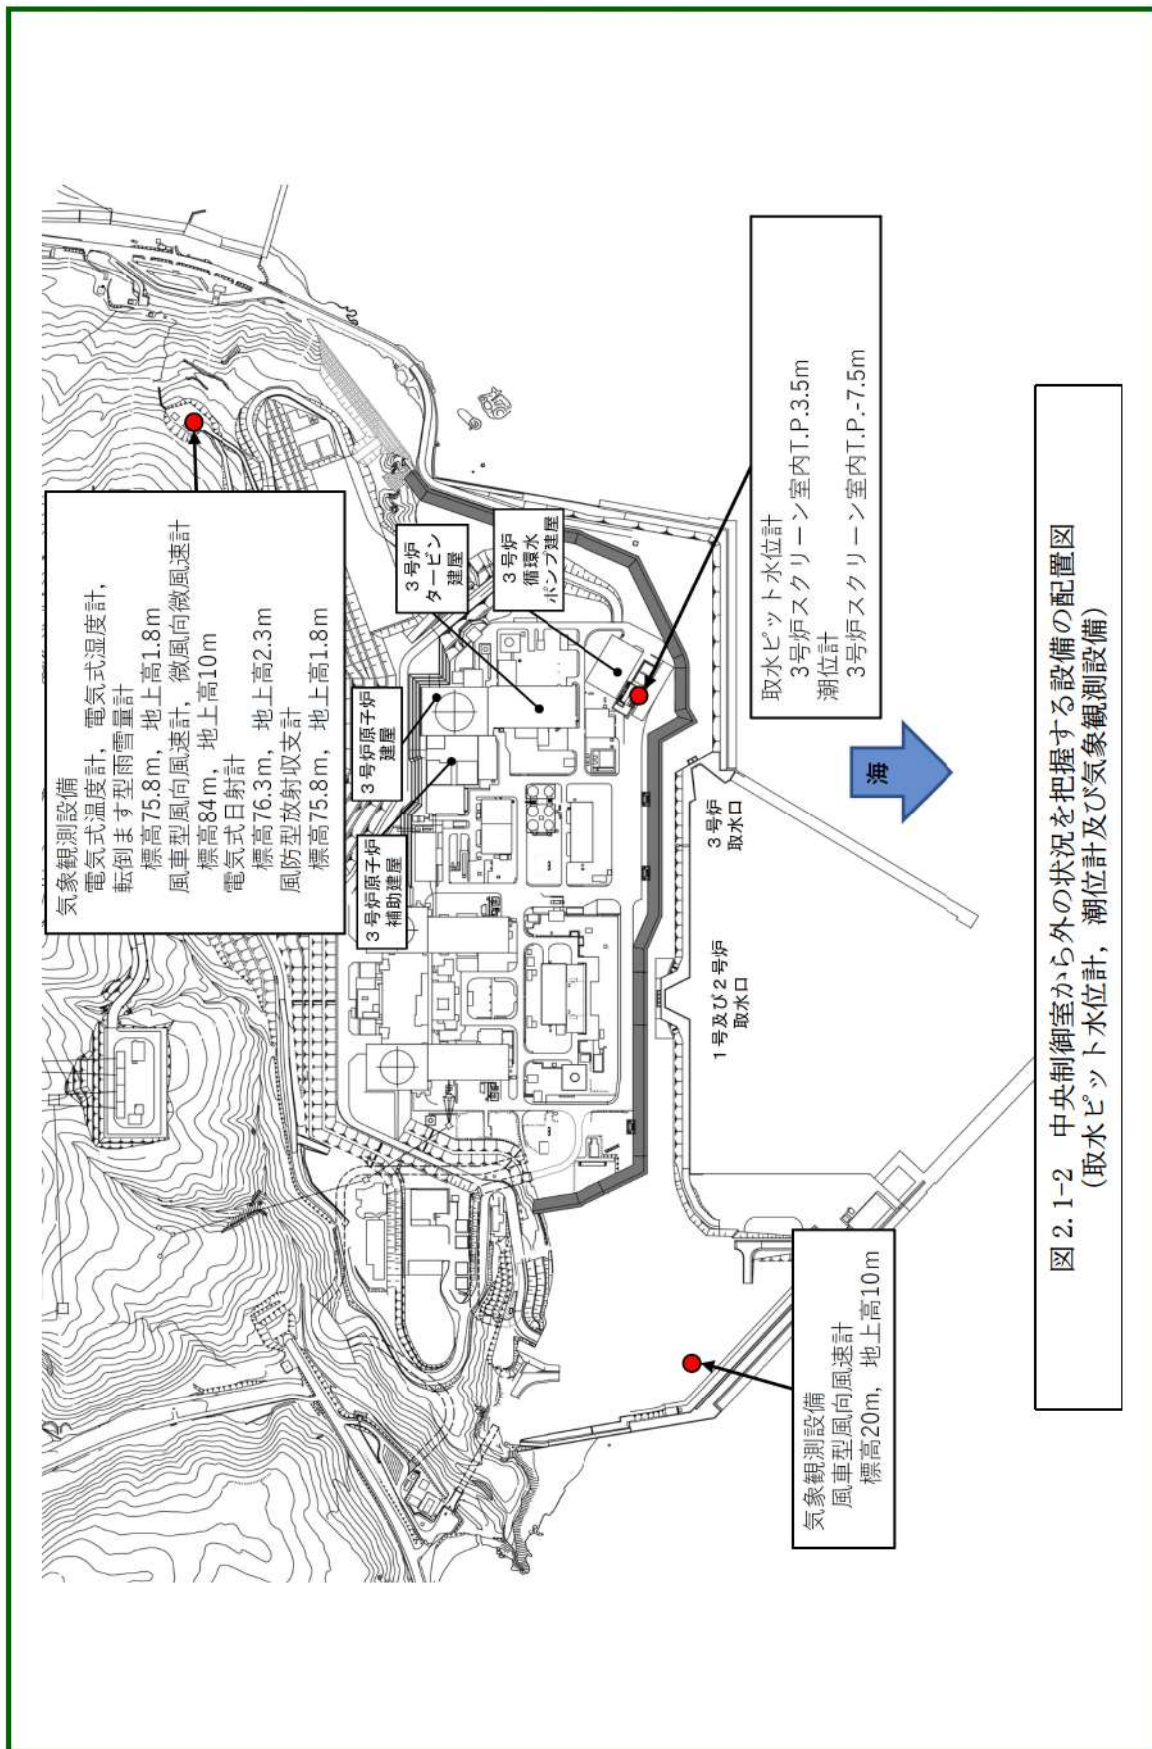 気象観測設備
電気式温度計，電気式湿度計，
転倒ます型雨雪量計
標高75.8m，地上高1.8m
風車型風向風速計，微風向微風速計
標高84m，地上高10m
電気式日射計
標高76.3m，地上高2.3m
風防型放射収支計
標高75.8m，地上高1.8m
3号炉原子炉
建屋
3号炉
タービン
建屋
3号炉
循環水
ポンプ建屋
3号炉原子炉
補助建屋
3号炉
取水口
1号及び2号炉
取水口
取水ピット水位計
3号炉スクリーン室内T.P.3.5m
潮位計
3号炉スクリーン室内T.P.-7.5m
海
気象観測設備
風車型風向風速計
標高20m，地上高10m
図 2.1-2 中央制御室から外の状況を把握する設備の配置図
(取水ピット水位計，潮位計及び気象観測設備)